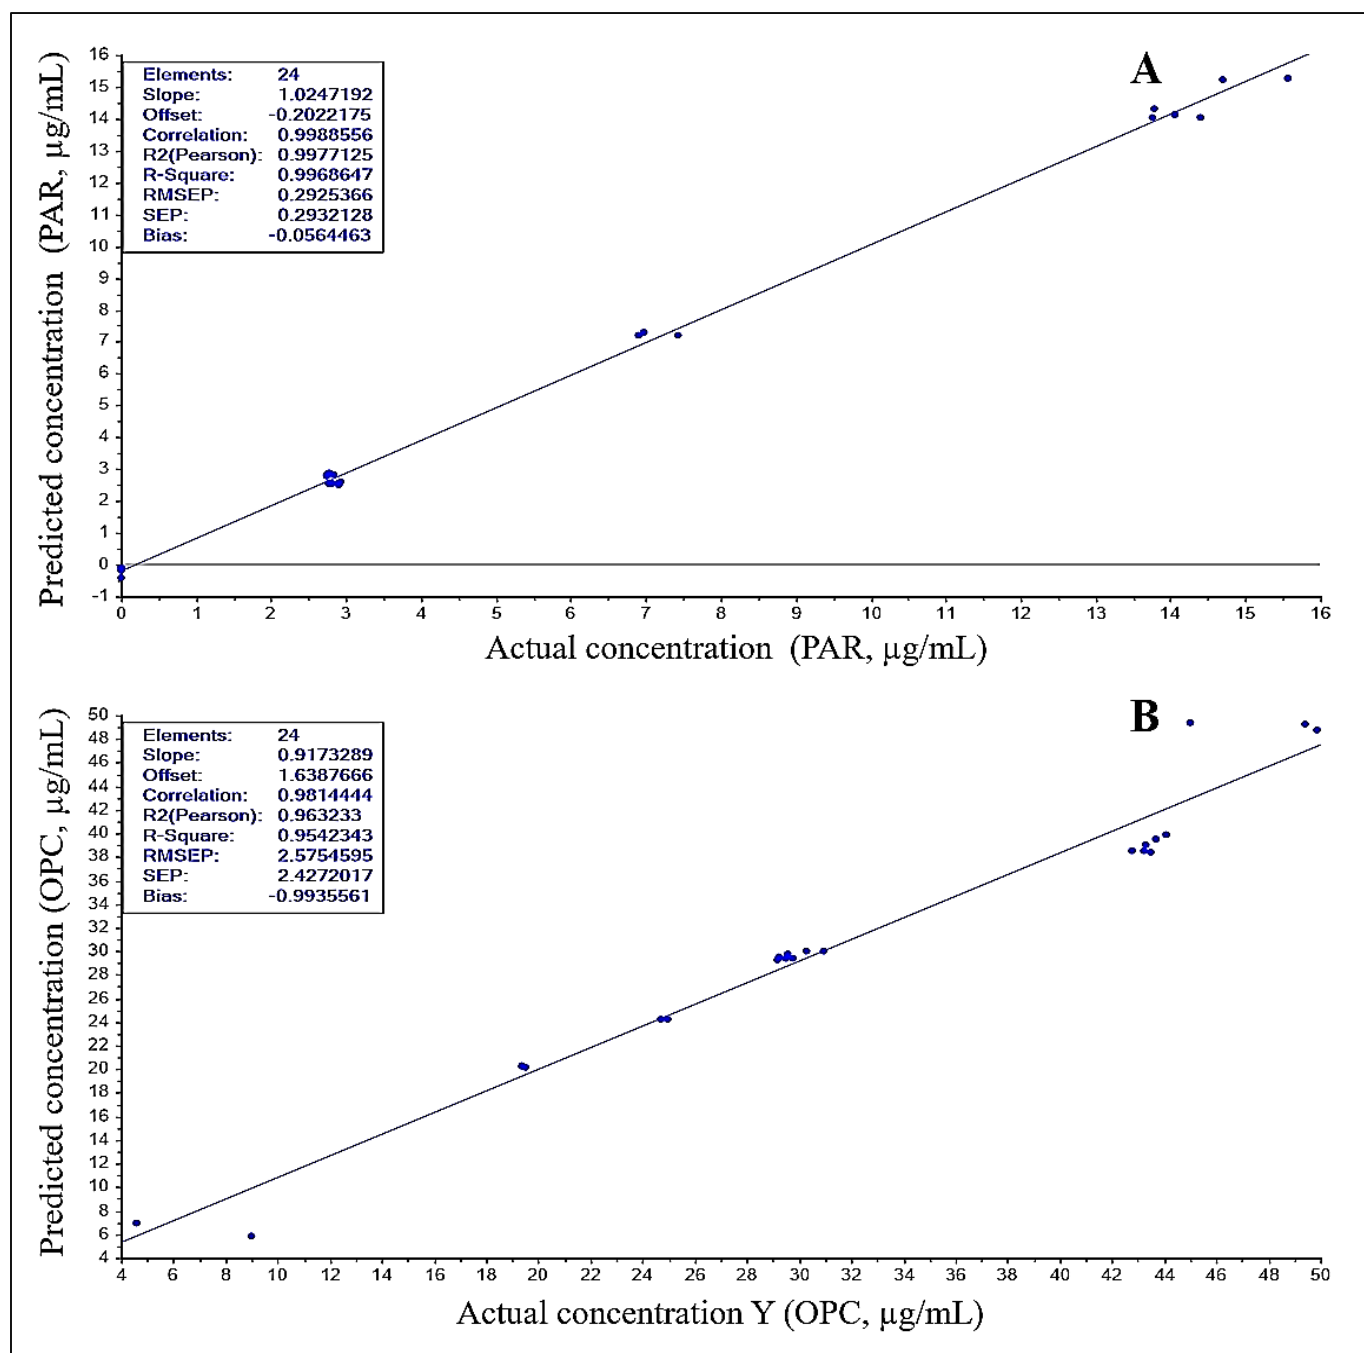 Predicted concentration (PAR, µg/mL)
16
15
14
13
12
11
10
9
8
7
6
5
4
3
2
1
0
-1
Elements: 24
Slope: 1.0247192
Offset: -0.2022175
Correlation: 0.9988556
R2(Pearson): 0.9977125
R-Square: 0.9968647
RMSEP: 0.2925366
SEP: 0.2932128
Bias: -0.0564463
A
0 1 2 3 4 5 6 7 8 9 10 11 12 13 14 15 16
Actual concentration (PAR, µg/mL)
Predicted concentration (OPC, µg/mL)
50
48
46
44
42
40
38
36
34
32
30
28
26
24
22
20
18
16
14
12
10
8
6
4
Elements: 24
Slope: 0.9173289
Offset: 1.6387666
Correlation: 0.9814444
R2(Pearson): 0.963233
R-Square: 0.9542343
RMSEP: 2.5754595
SEP: 2.4272017
Bias: -0.9935561
B
4 6 8 10 12 14 16 18 20 22 24 26 28 30 32 34 36 38 40 42 44 46 48 50
Actual concentration Y (OPC, µg/mL)